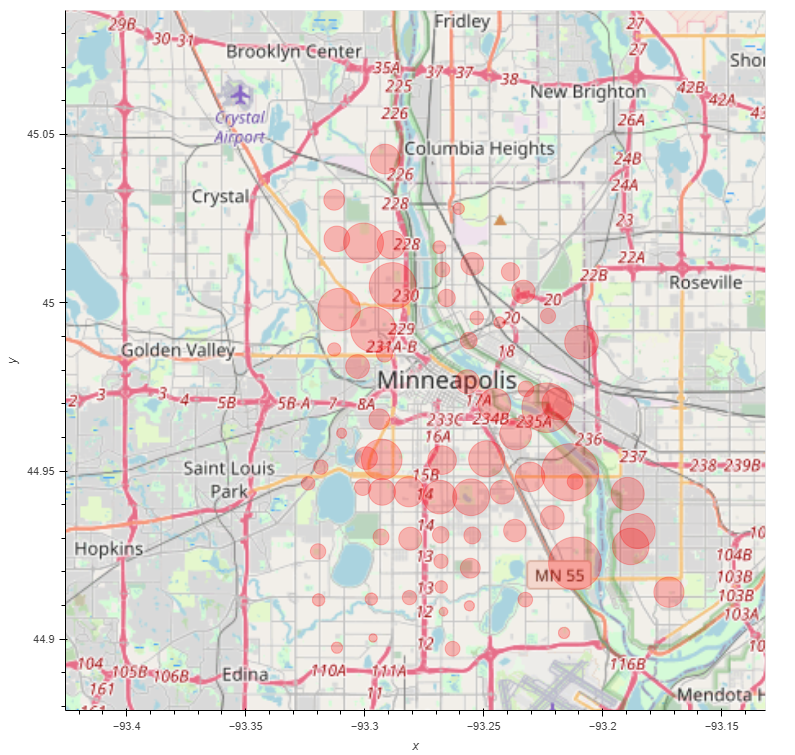 Fridley
29B
30
31
27
27
Brooklyn Center
Shor
35A
37
37
38
225
42B
42A
43
New Brighton
Crystal
Airport
226
26A
45.05
Columbia Heights
24B
226
24A
Crystal
228
23
228
22A
22B
Roseville
45
230
20
20
229
231A-B
Golden Valley
18
Minneapolis
2
3
4
5B
5B-A
7
8A
17A
233C
234B
235A
16A
236
237
238
239B
44.95
Saint Louis
Park
15B
14
14
10
Hopkins
104B
13
MN 55
103B
13
103B
12
103A
44.9
12
10
104
105B
106B
Edina
110A
111A
116B
161
11
Mendota H
−93.4
−93.35
−93.3
−93.25
−93.2
−93.15
x
y